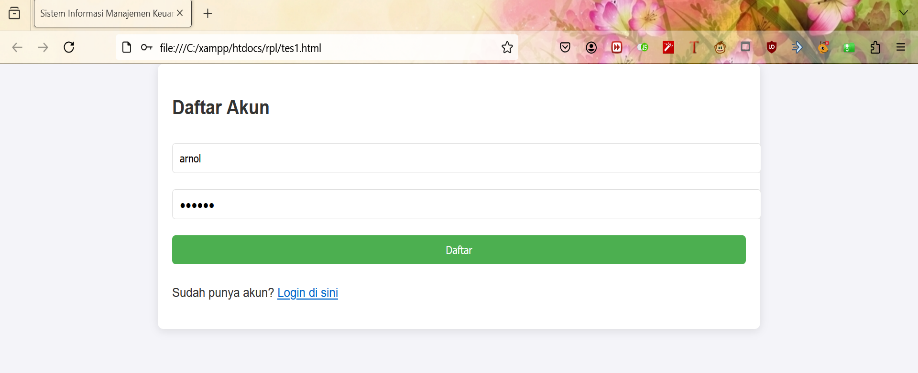 Sistem Informasi Manajemen Keuan
file:///C:/xampp/htdocs/rpl/tes1.html
Daftar Akun
arnol
••••••
Daftar
Sudah punya akun? Login di sini